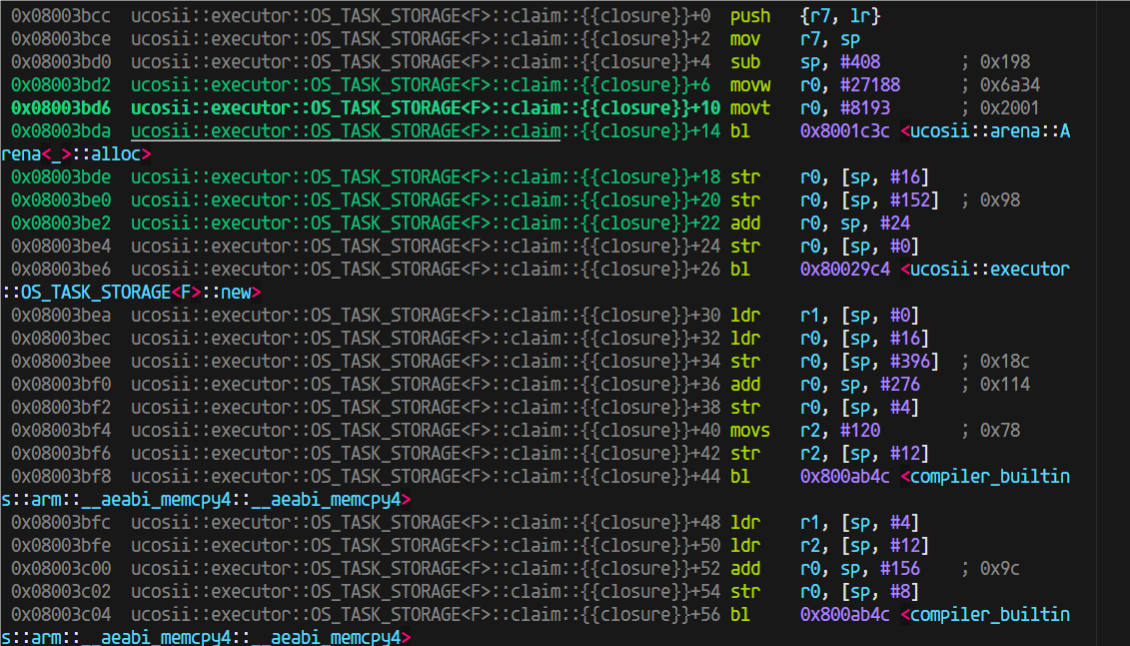 0x08003bcc  ucosii::executor::OS_TASK_STORAGE<F>::claim::{{closure}}+0  push    {r7, lr}
0x08003bce  ucosii::executor::OS_TASK_STORAGE<F>::claim::{{closure}}+2  mov     r7, sp
0x08003bd0  ucosii::executor::OS_TASK_STORAGE<F>::claim::{{closure}}+4  sub     sp, #408        ; 0x198
0x08003bd2  ucosii::executor::OS_TASK_STORAGE<F>::claim::{{closure}}+6  movw    r0, #27188      ; 0x6a34
0x08003bd6  ucosii::executor::OS_TASK_STORAGE<F>::claim::{{closure}}+10 movt    r0, #8193       ; 0x2001
0x08003bda  ucosii::executor::OS_TASK_STORAGE<F>::claim::{{closure}}+14 bl      0x8001c3c <ucosii::arena::A
rena<_>::alloc>
0x08003bde  ucosii::executor::OS_TASK_STORAGE<F>::claim::{{closure}}+18 str     r0, [sp, #16]
0x08003be0  ucosii::executor::OS_TASK_STORAGE<F>::claim::{{closure}}+20 str     r0, [sp, #152]  ; 0x98
0x08003be2  ucosii::executor::OS_TASK_STORAGE<F>::claim::{{closure}}+22 add     r0, sp, #24
0x08003be4  ucosii::executor::OS_TASK_STORAGE<F>::claim::{{closure}}+24 str     r0, [sp, #0]
0x08003be6  ucosii::executor::OS_TASK_STORAGE<F>::claim::{{closure}}+26 bl      0x80029c4 <ucosii::executor
::OS_TASK_STORAGE<F>::new>
0x08003bea  ucosii::executor::OS_TASK_STORAGE<F>::claim::{{closure}}+30 ldr     r1, [sp, #0]
0x08003bec  ucosii::executor::OS_TASK_STORAGE<F>::claim::{{closure}}+32 ldr     r0, [sp, #16]
0x08003bee  ucosii::executor::OS_TASK_STORAGE<F>::claim::{{closure}}+34 str     r0, [sp, #396]  ; 0x18c
0x08003bf0  ucosii::executor::OS_TASK_STORAGE<F>::claim::{{closure}}+36 add     r0, sp, #276    ; 0x114
0x08003bf2  ucosii::executor::OS_TASK_STORAGE<F>::claim::{{closure}}+38 str     r0, [sp, #4]
0x08003bf4  ucosii::executor::OS_TASK_STORAGE<F>::claim::{{closure}}+40 movs    r2, #120        ; 0x78
0x08003bf6  ucosii::executor::OS_TASK_STORAGE<F>::claim::{{closure}}+42 str     r2, [sp, #12]
0x08003bf8  ucosii::executor::OS_TASK_STORAGE<F>::claim::{{closure}}+44 bl      0x800ab4c <compiler_builtin
s::arm::__aeabi_memcpy4::__aeabi_memcpy4>
0x08003bfc  ucosii::executor::OS_TASK_STORAGE<F>::claim::{{closure}}+48 ldr     r1, [sp, #4]
0x08003bfe  ucosii::executor::OS_TASK_STORAGE<F>::claim::{{closure}}+50 ldr     r2, [sp, #12]
0x08003c00  ucosii::executor::OS_TASK_STORAGE<F>::claim::{{closure}}+52 add     r0, sp, #156    ; 0x9c
0x08003c02  ucosii::executor::OS_TASK_STORAGE<F>::claim::{{closure}}+54 str     r0, [sp, #8]
0x08003c04  ucosii::executor::OS_TASK_STORAGE<F>::claim::{{closure}}+56 bl      0x800ab4c <compiler_builtin
s::arm::__aeabi_memcpy4::__aeabi_memcpy4>